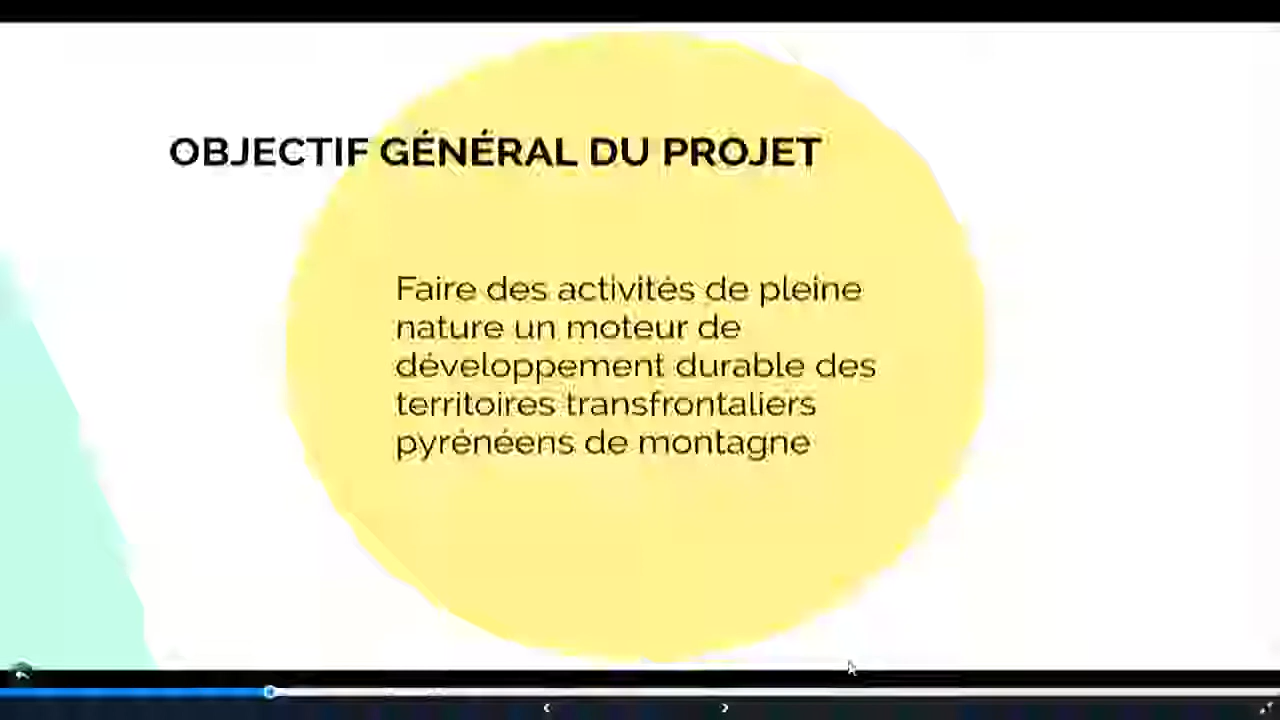 OBJECTIF GÉNÉRAL DU PROJET
Faire des activités de pleine
nature un moteur de
développement durable des
territoires transfrontaliers
pyrénéens de montagne